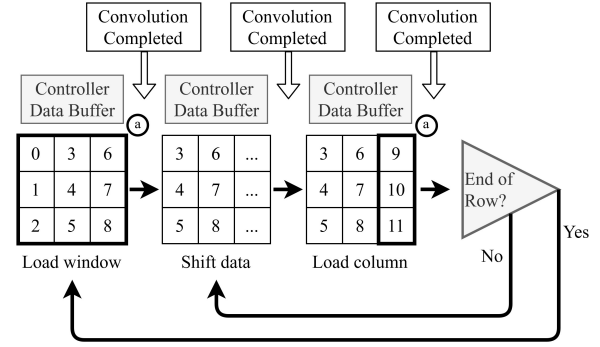 Convolution
Completed
Convolution
Completed
Convolution
Completed
Controller
Data Buffer
Controller
Data Buffer
Controller
Data Buffer
a
a
0 3 6
1 4 7
2 5 8
3 6 ...
4 7 ...
5 8 ...
3 6 9
4 7 10
5 8 11
End of
Row?
Load window
Shift data
Load column
No
Yes